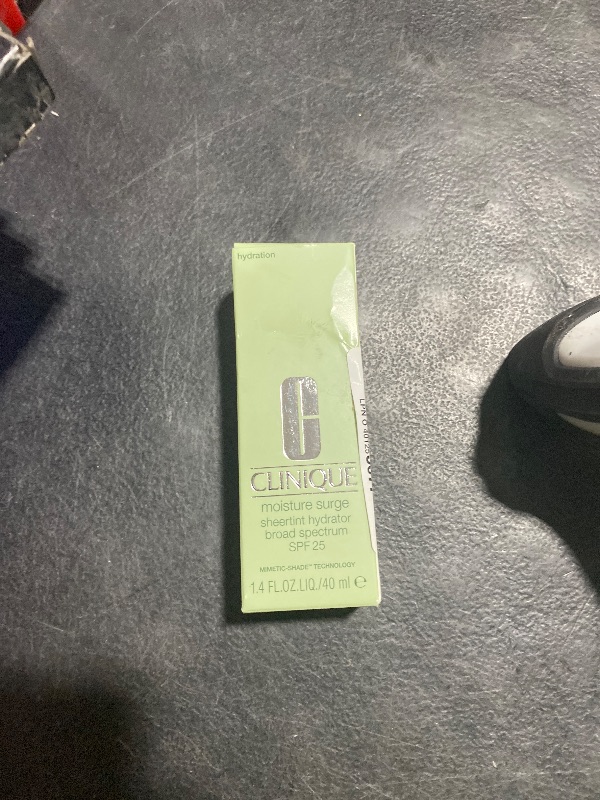 hydration
C
CLINIQUE
moisture surge
sheertint hydrator
broad spectrum
SPF 25
MIMETIC-SHADE™ TECHNOLOGY
1.4 FL.OZ.LIQ./40 ml ℮